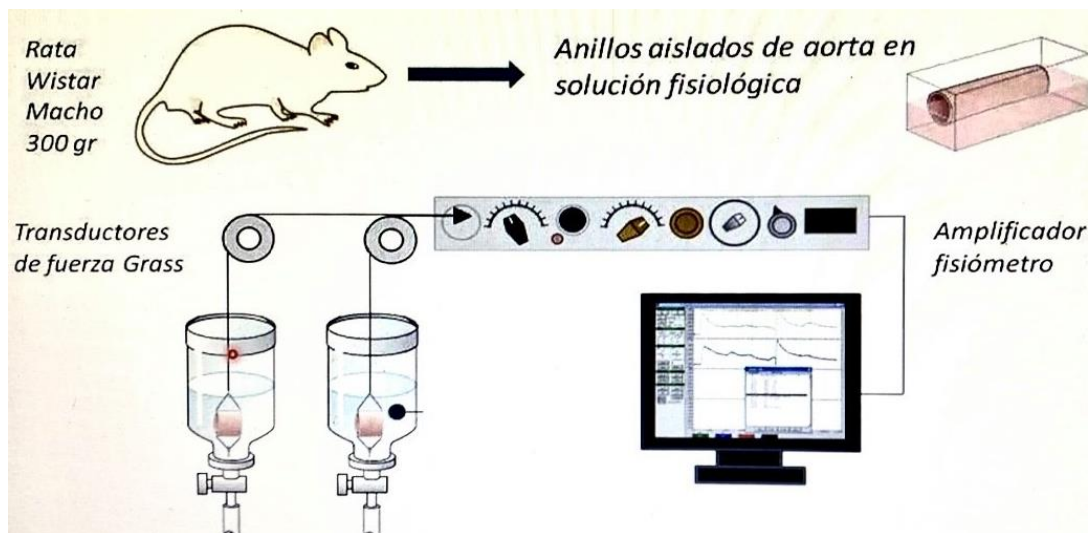 Rata
Wistar
Macho
300 gr
Anillos aislados de aorta en
solución fisiológica
Transductores
de fuerza Grass
Amplificador
fisiómetro